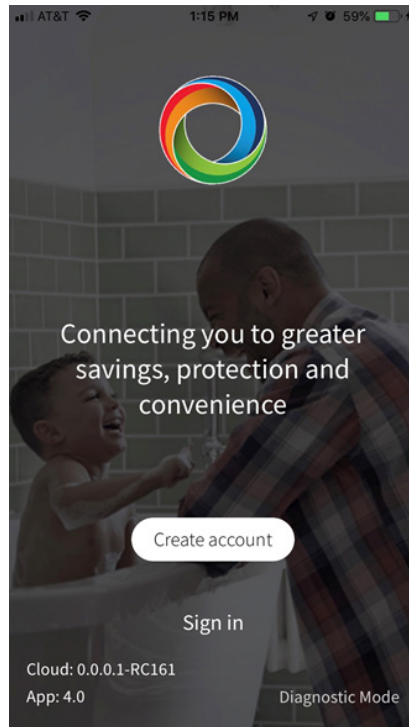 AT&T 1:15 PM 59%
Connecting you to greater
savings, protection and
convenience
Create account
Sign in
Cloud: 0.0.0.1-RC161
App: 4.0 Diagnostic Mode